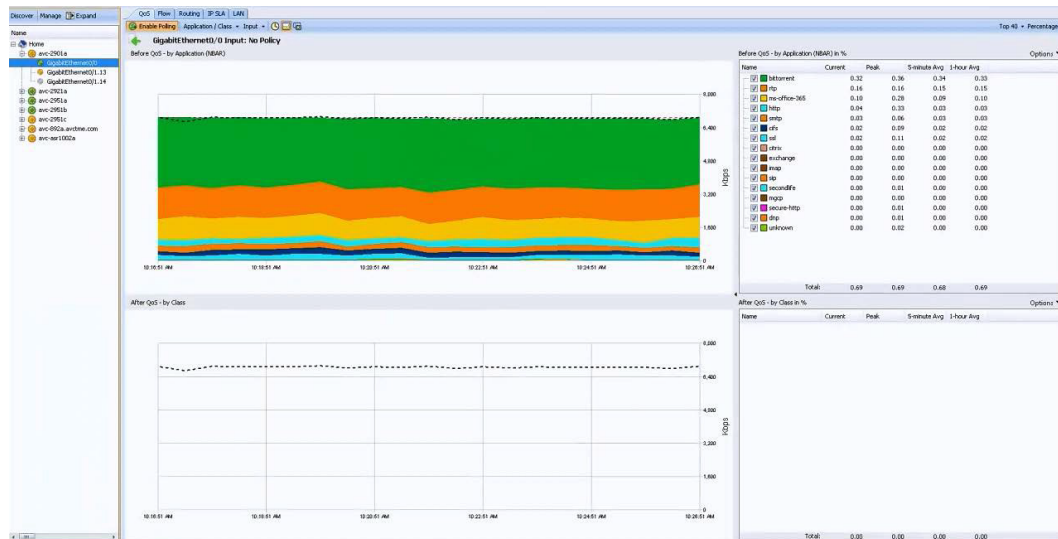 Discover Manage Expand
QoS Flow Routing IP SLA LAN
Enable Polling Application / Class Input
Top 40 Percentage
Name
Home
avc-2901a
GigabitEthernet0/0
GigabitEthernet0/1.13
GigabitEthernet0/1.14
avc-2921a
avc-2951a
avc-2951b
avc-2951c
avc-892a.avctme.com
avc-asr1002a
GigabitEthernet0/0 Input: No Policy
Before QoS - by Application (NBAR)
8,000
6,400
4,800
3,200
1,600
0
Kbps
10:16:51 AM 10:18:51 AM 10:20:51 AM 10:22:51 AM 10:24:51 AM 10:26:51 AM
Before QoS - by Application (NBAR) in % Options
Name Current Peak 5-minute Avg 1-hour Avg
bittorrent 0.32 0.36 0.34 0.33
rtp 0.16 0.16 0.15 0.15
ms-office-365 0.10 0.28 0.09 0.10
http 0.04 0.33 0.03 0.03
smtp 0.03 0.06 0.03 0.03
cifs 0.02 0.09 0.02 0.02
ssl 0.02 0.11 0.02 0.02
citrix 0.00 0.00 0.00 0.00
exchange 0.00 0.00 0.00 0.00
imap 0.00 0.00 0.00 0.00
sip 0.00 0.00 0.00 0.00
secondlife 0.00 0.01 0.00 0.00
mgcp 0.00 0.00 0.00 0.00
secure-http 0.00 0.01 0.00 0.00
dnp 0.00 0.01 0.00 0.00
unknown 0.00 0.02 0.00 0.00
Total: 0.69 0.69 0.68 0.69
After QoS - by Class
8,000
6,400
4,800
3,200
1,600
0
Kbps
10:16:51 AM 10:18:51 AM 10:20:51 AM 10:22:51 AM 10:24:51 AM 10:26:51 AM
After QoS - by Class in % Options
Name Current Peak 5-minute Avg 1-hour Avg
Total: 0.00 0.00 0.00 0.00